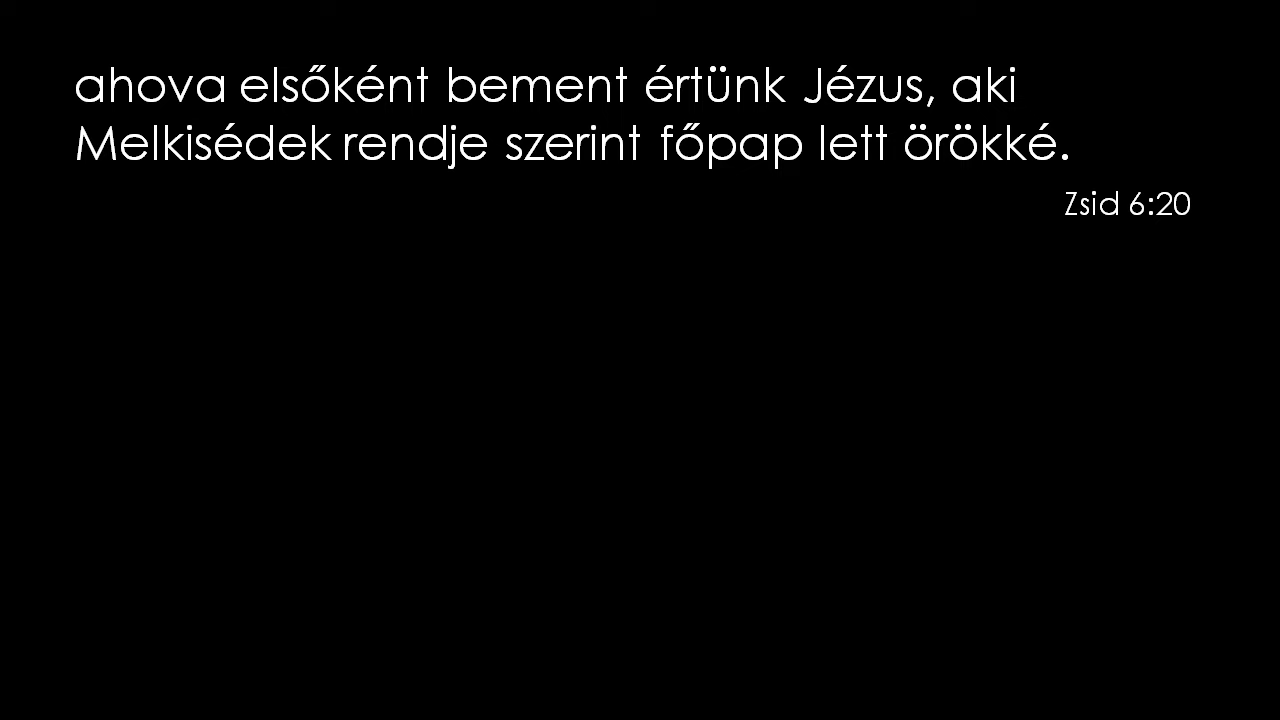 ahova elsőként bement értünk Jézus, aki
Melkisédek rendje szerint főpap lett örökké.
Zsid 6:20